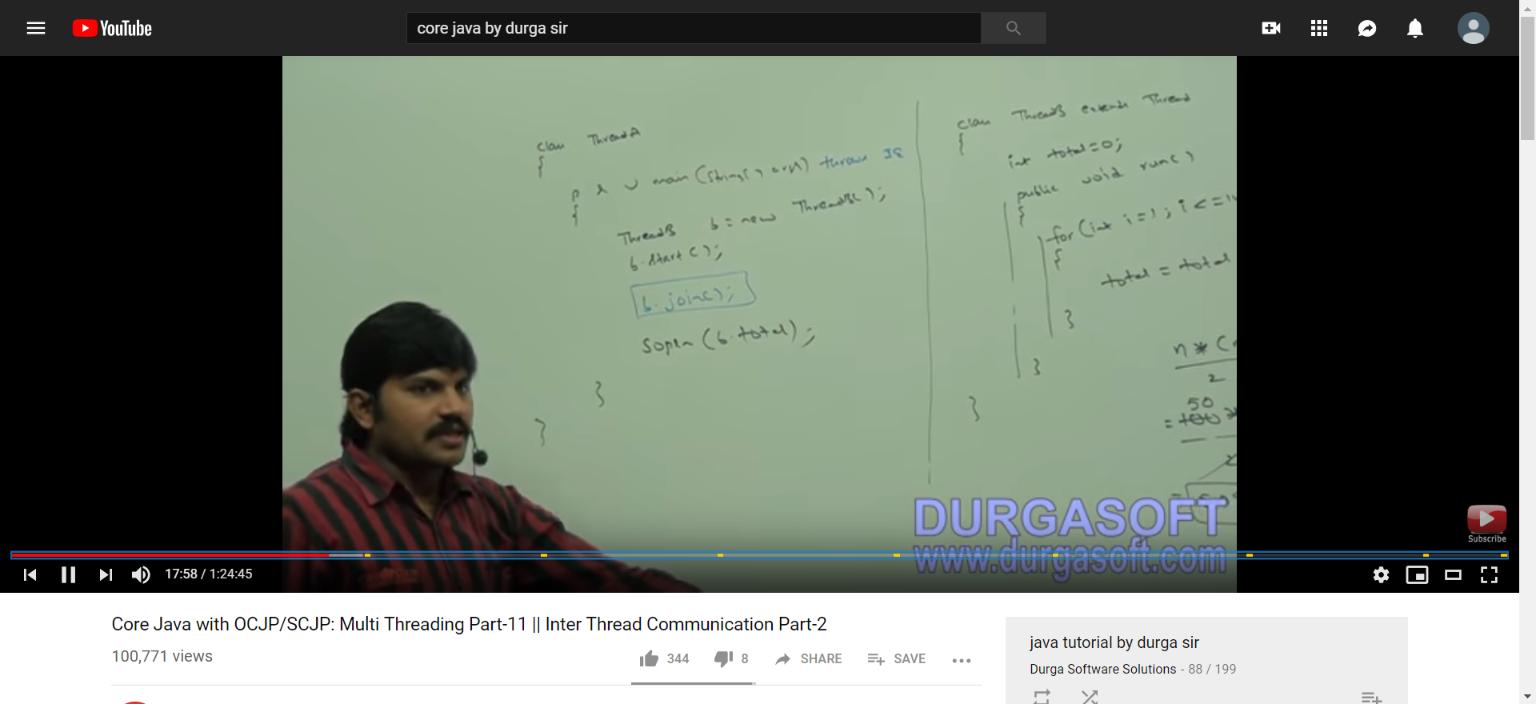 YouTube
core java by durga sir
class ThreadA
{
p s v main(String[] args) throws IE
{
ThreadB b = new ThreadB();
b.start();
b.join();
Sopln(b.total);
}
}
class ThreadB extends Thread
{
int total=0;
public void run()
{
for(int i=1; i<=1
{
total = total
}
}
}
n*(
2
50
= 100
2
DURGASOFT
www.durgasoft.com
Subscribe
17:58 / 1:24:45
Core Java with OCJP/SCJP: Multi Threading Part-11 || Inter Thread Communication Part-2
100,771 views
344
8
SHARE
SAVE
java tutorial by durga sir
Durga Software Solutions - 88 / 199